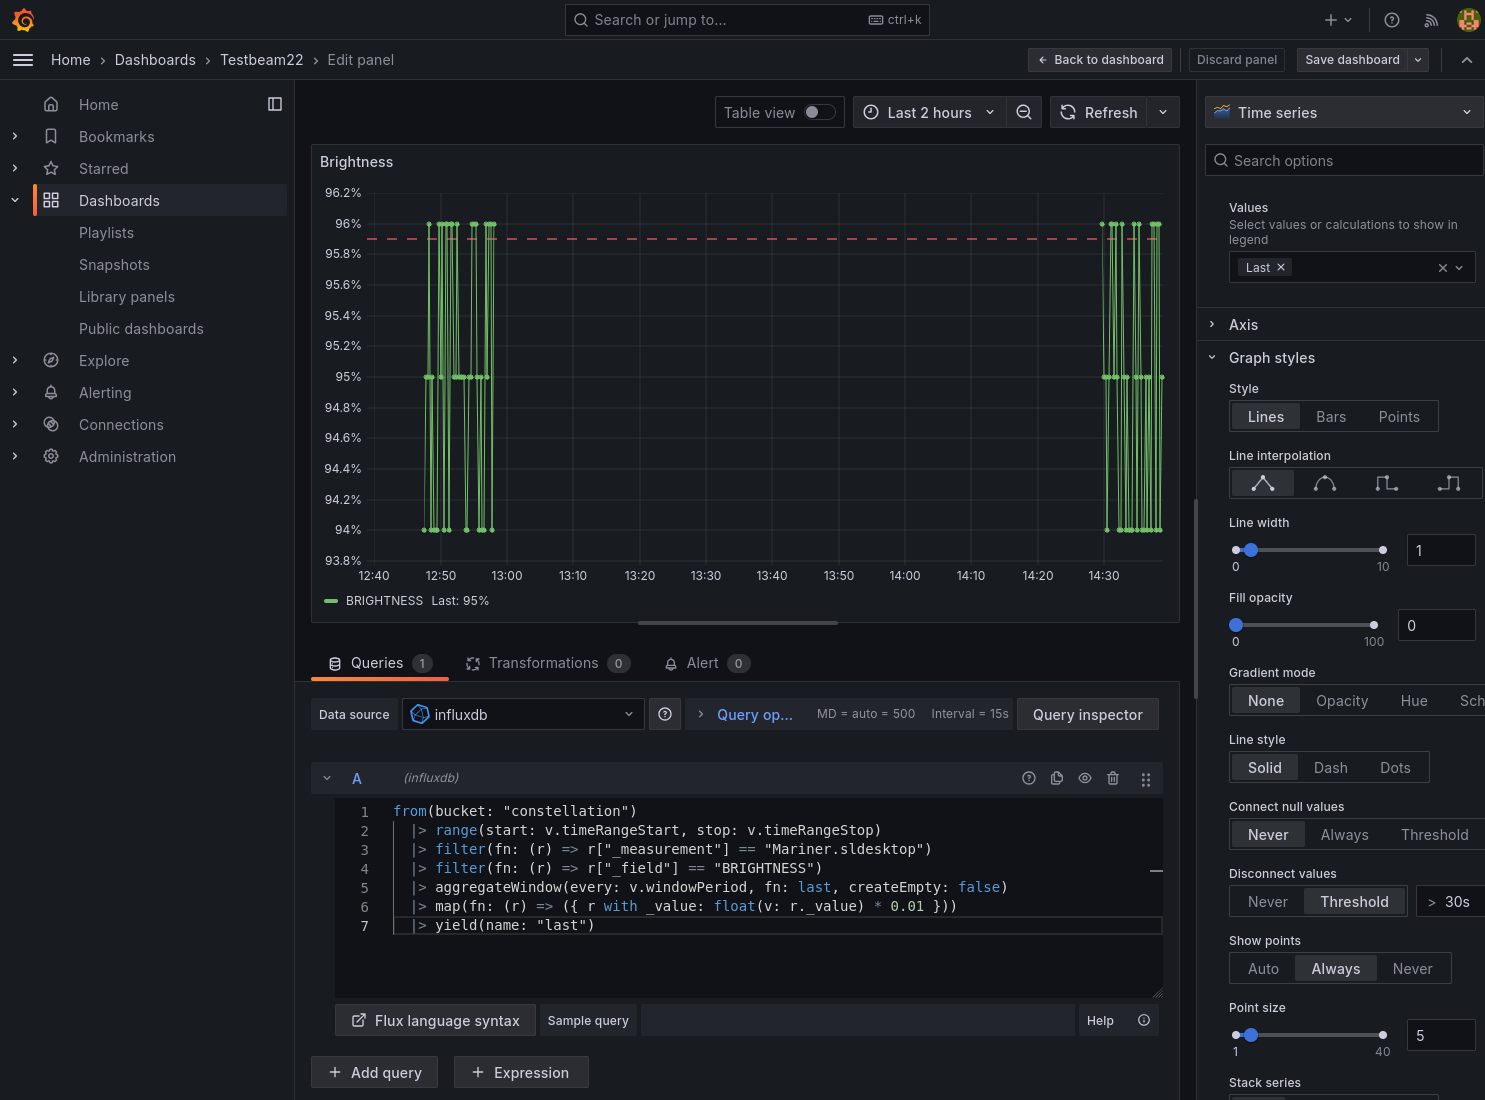 Search or jump to...
ctrl+k
Home › Dashboards › Testbeam22 › Edit panel
Back to dashboard
Discard panel
Save dashboard
Home
Bookmarks
Starred
Dashboards
Playlists
Snapshots
Library panels
Public dashboards
Explore
Alerting
Connections
Administration
Table view
Last 2 hours
Refresh
Brightness
96.2%
96%
95.8%
95.6%
95.4%
95.2%
95%
94.8%
94.6%
94.4%
94.2%
94%
93.8%
12:40 12:50 13:00 13:10 13:20 13:30 13:40 13:50 14:00 14:10 14:20 14:30
BRIGHTNESS Last: 95%
Queries 1
Transformations 0
Alert 0
Data source
influxdb
Query op...
MD = auto = 500
Interval = 15s
Query inspector
A (influxdb)
1 from(bucket: "constellation")
2 |> range(start: v.timeRangeStart, stop: v.timeRangeStop)
3 |> filter(fn: (r) => r["_measurement"] == "Mariner.sldesktop")
4 |> filter(fn: (r) => r["_field"] == "BRIGHTNESS")
5 |> aggregateWindow(every: v.windowPeriod, fn: last, createEmpty: false)
6 |> map(fn: (r) => ({ r with _value: float(v: r._value) * 0.01 }))
7 |> yield(name: "last")
Flux language syntax
Sample query
Help
+ Add query
+ Expression
Time series
Search options
Values
Select values or calculations to show in
legend
Last
Axis
Graph styles
Style
Lines Bars Points
Line interpolation
Line width
0 10
1
Fill opacity
0 100
0
Gradient mode
None Opacity Hue Sch
Line style
Solid Dash Dots
Connect null values
Never Always Threshold
Disconnect values
Never Threshold > 30s
Show points
Auto Always Never
Point size
1 40
5
Stack series